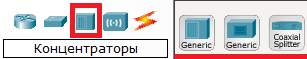 Концентраторы
Generic
Generic
Coaxial
Splitter